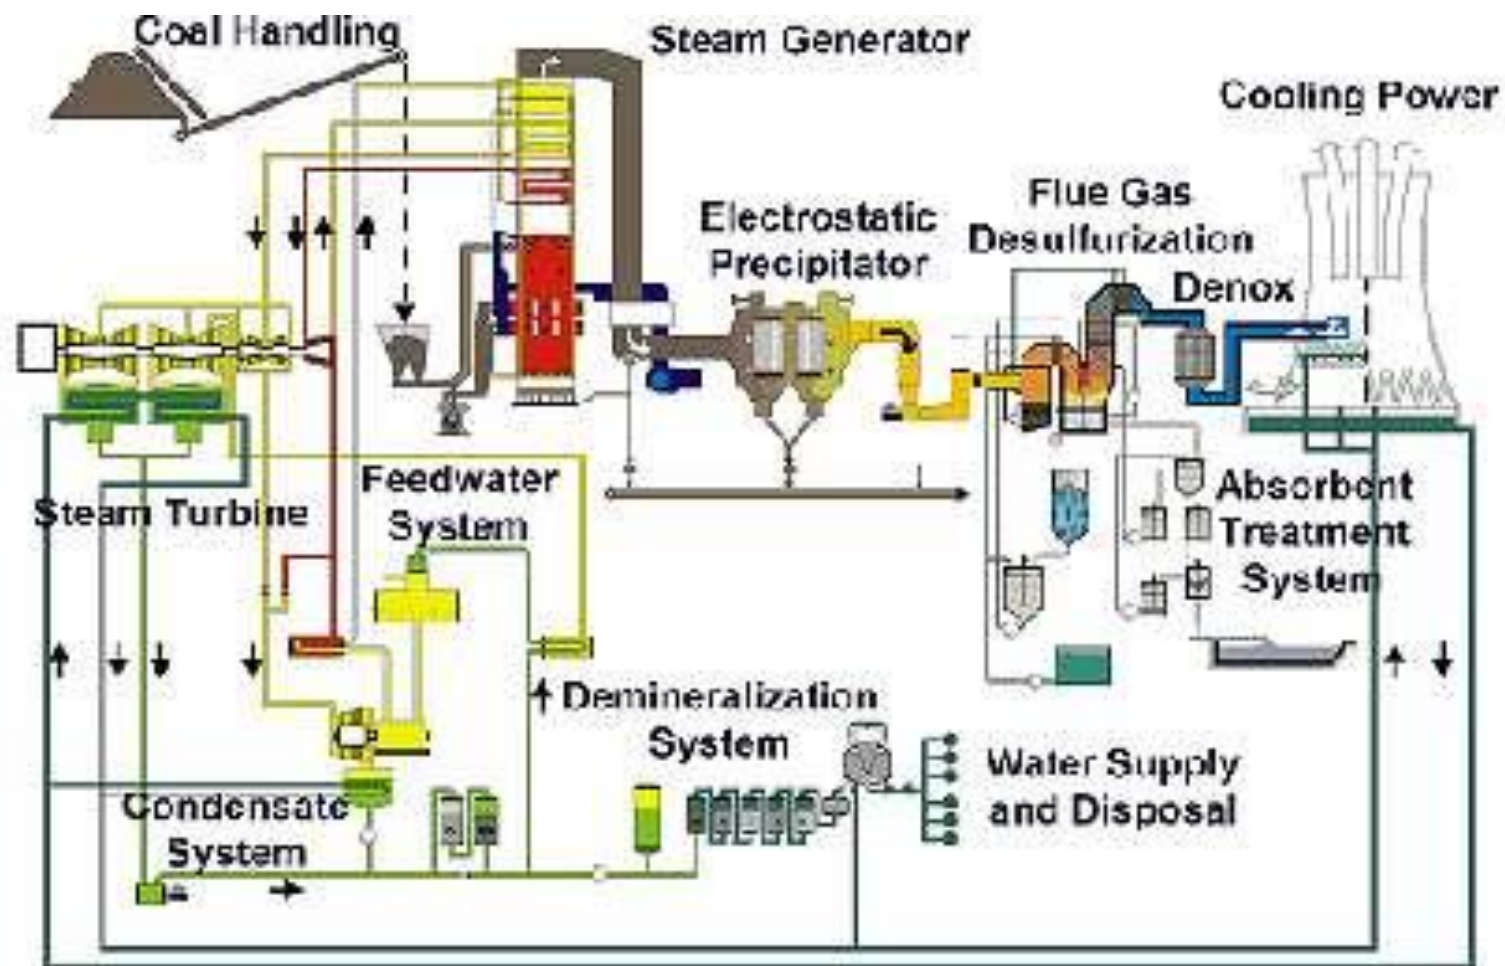 Coal Handling
Steam Generator
Cooling Power
Electrostatic
Precipitator
Flue Gas
Desulfurization
Denox
Steam Turbine
Feedwater
System
Absorbent
Treatment
System
Demineralization
System
Water Supply
and Disposal
Condensate
System